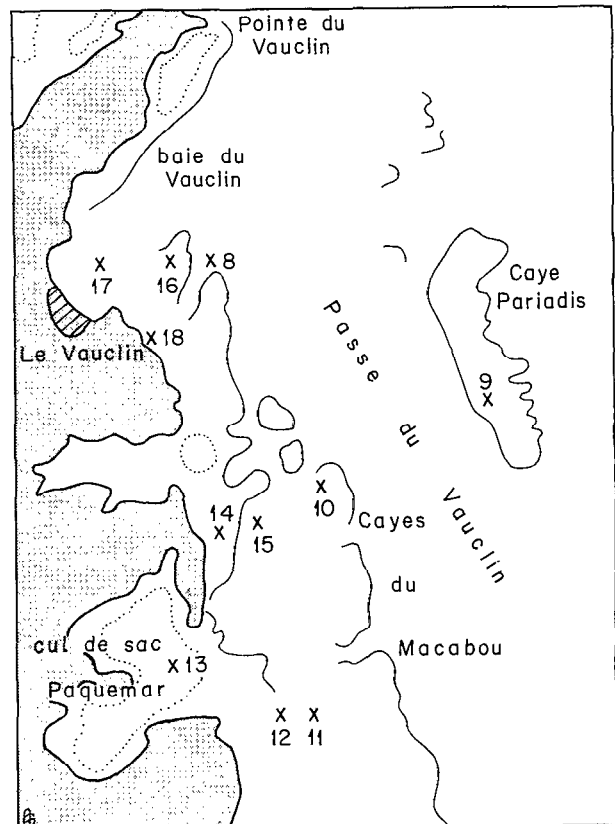 Pointe du
Vauclin
baie du
Vauclin
X 17
X 16
X 8
Caye
Pariadis
X 18
Le Vauclin
9 X
Passe du Vauclin
X 10
14 X
X 15
Cayes
du
Macabou
cul de sac
Paquemar
X 13
X 12
X 11